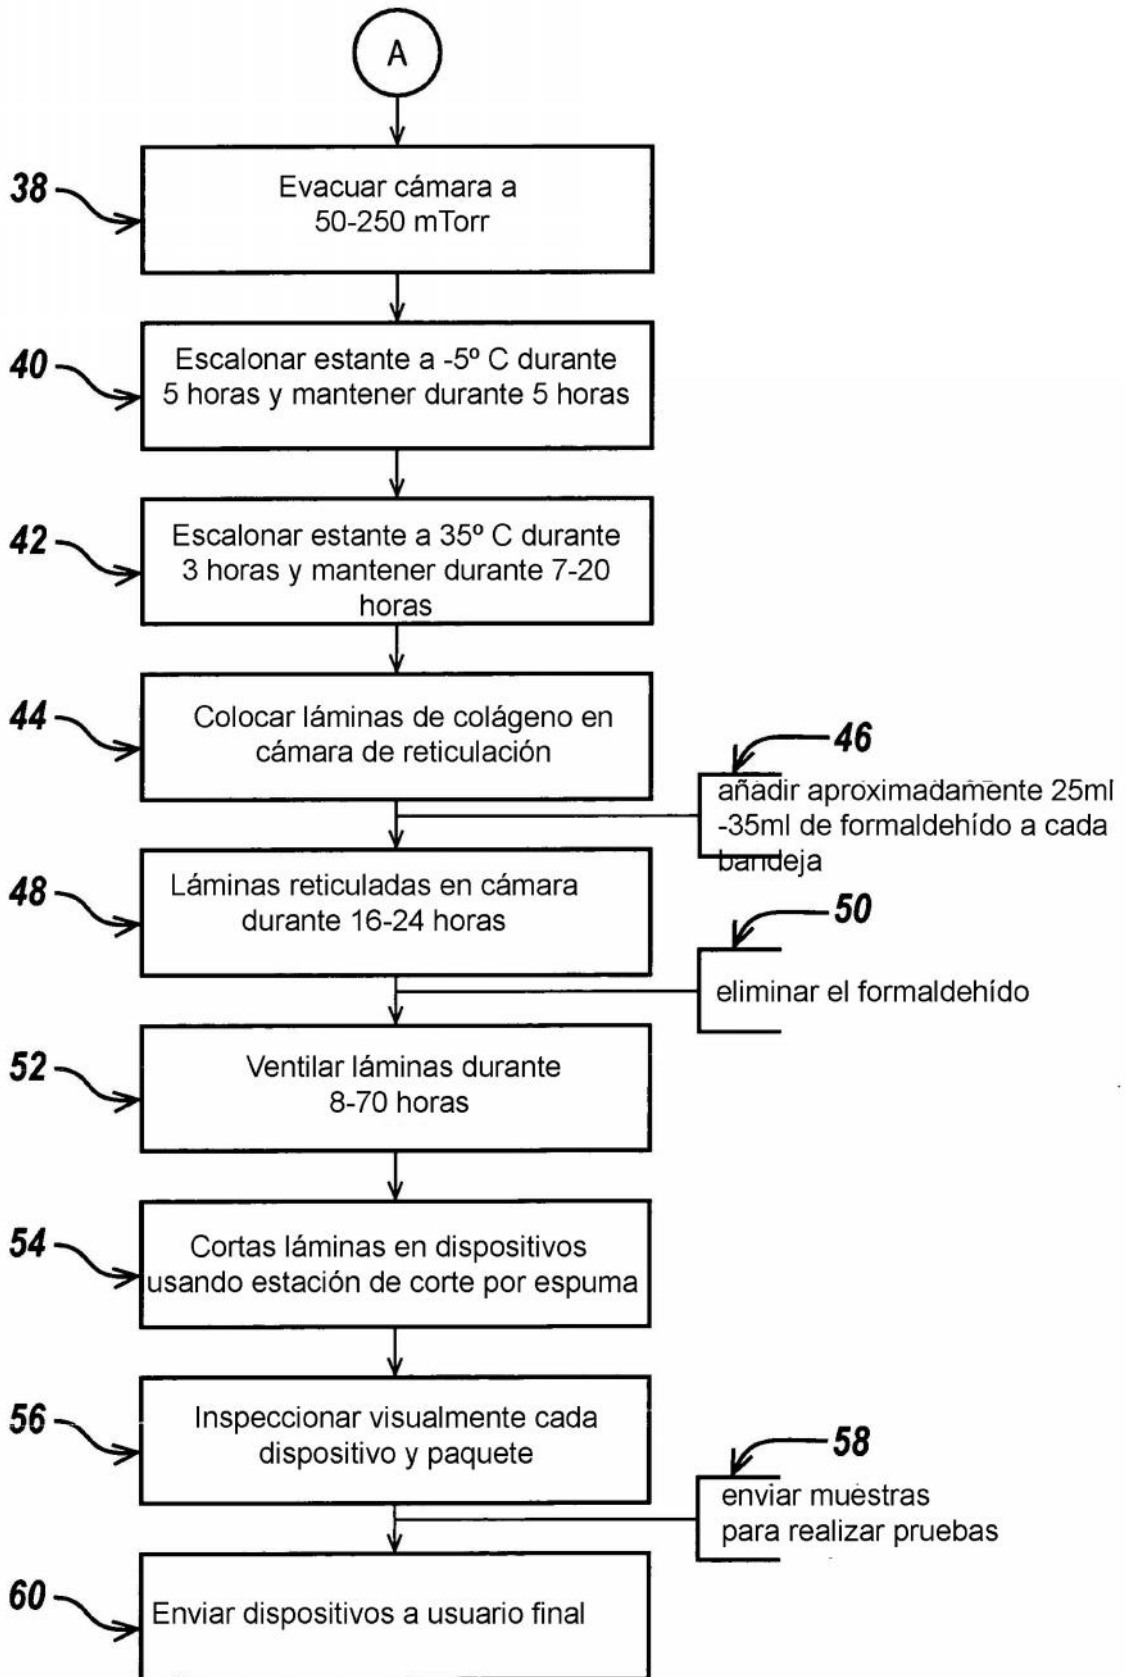 A
38
Evacuar cámara a
50-250 mTorr
40
Escalonar estante a -5º C durante
5 horas y mantener durante 5 horas
42
Escalonar estante a 35º C durante
3 horas y mantener durante 7-20
horas
44
Colocar láminas de colágeno en
cámara de reticulación
46
añadir aproximadamente 25ml
-35ml de formaldehído a cada
bandeja
48
Láminas reticuladas en cámara
durante 16-24 horas
50
eliminar el formaldehído
52
Ventilar láminas durante
8-70 horas
54
Cortas láminas en dispositivos
usando estación de corte por espuma
56
Inspeccionar visualmente cada
dispositivo y paquete
58
enviar muestras
para realizar pruebas
60
Enviar dispositivos a usuario final